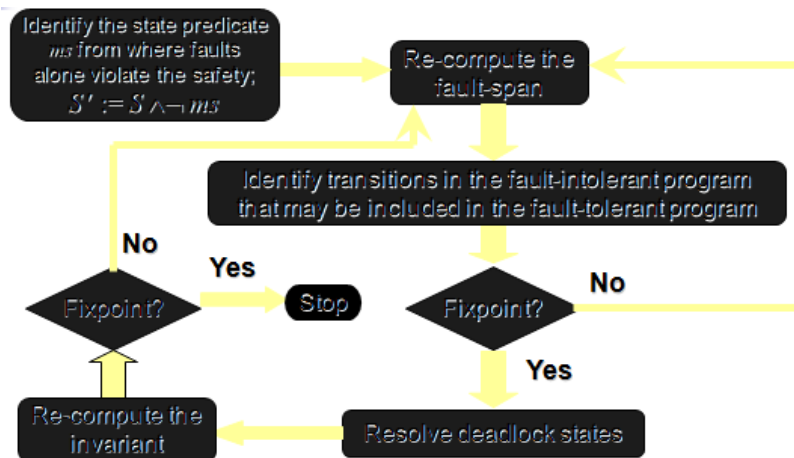 Identify the state predicate
ms from where faults
alone violate the safety;
S' := S ∧¬ ms
Re-compute the
fault-span
Identify transitions in the fault-intolerant program
that may be included in the fault-tolerant program
No
Yes
Fixpoint?
Stop
Fixpoint?
No
Yes
Re-compute the
invariant
Resolve deadlock states